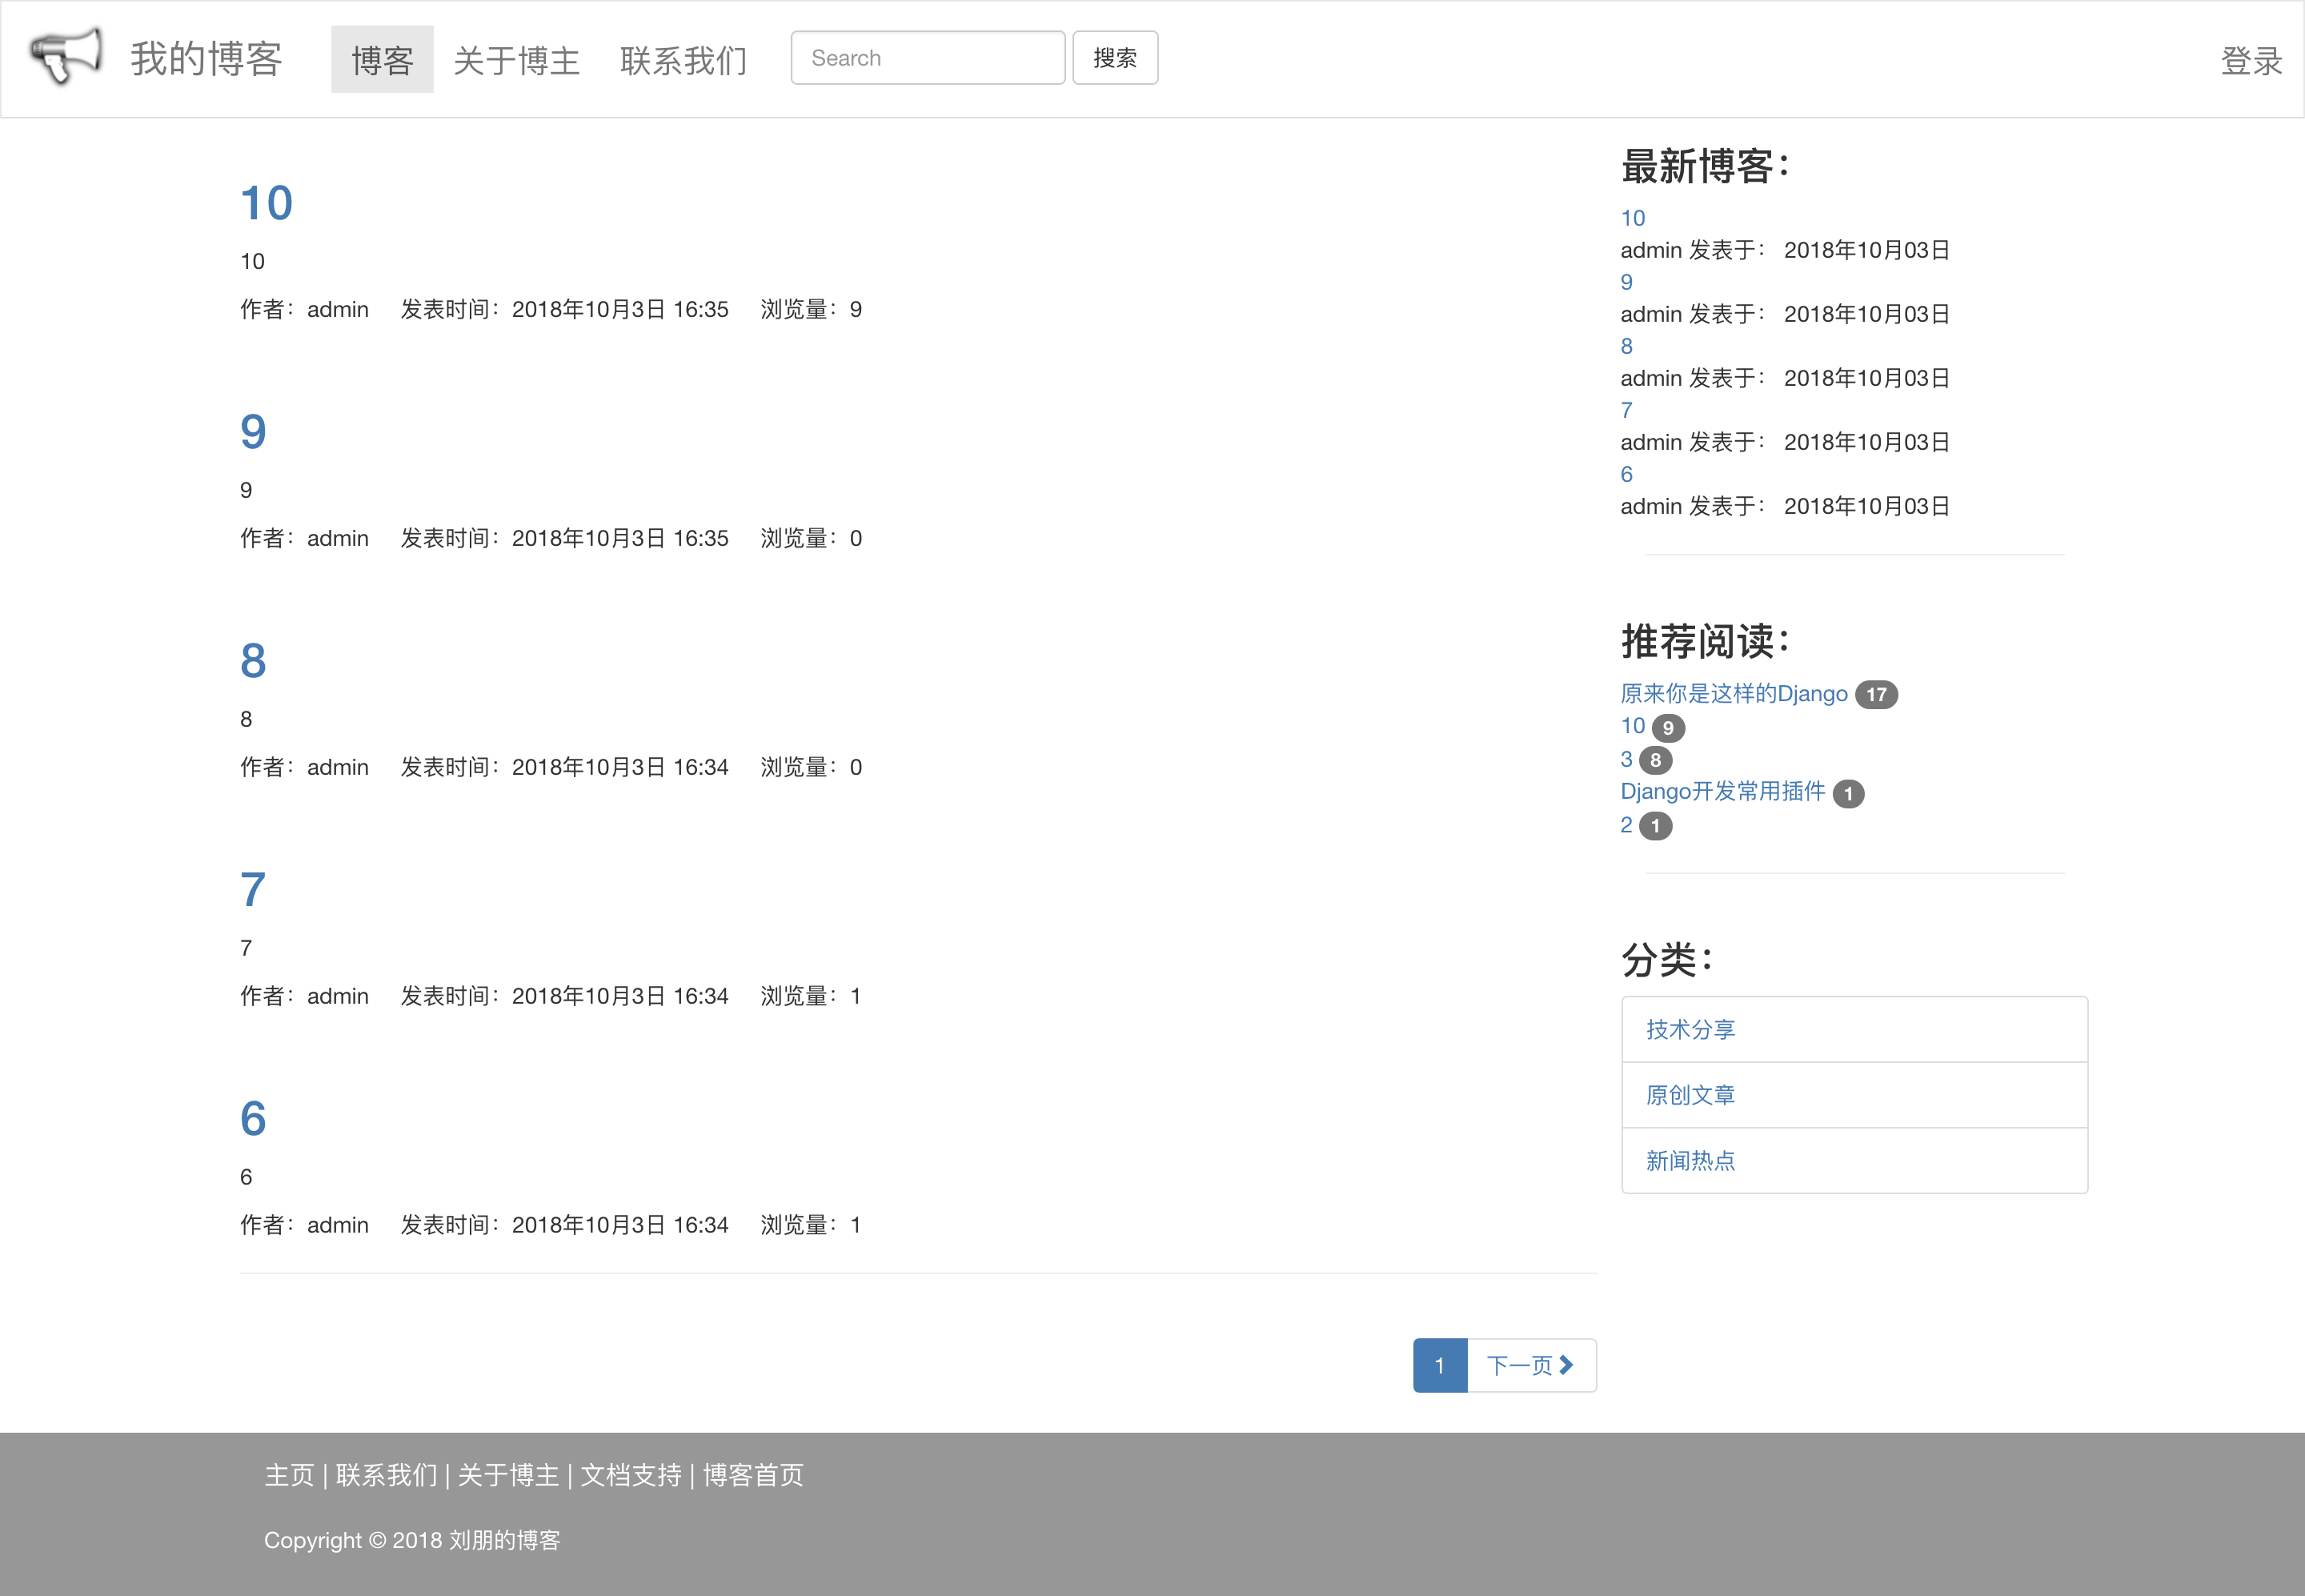 我的博客 博客 关于博主 联系我们 Search 搜索 登录
10
10
作者：admin 发表时间：2018年10月3日 16:35 浏览量：9
9
9
作者：admin 发表时间：2018年10月3日 16:35 浏览量：0
8
8
作者：admin 发表时间：2018年10月3日 16:34 浏览量：0
7
7
作者：admin 发表时间：2018年10月3日 16:34 浏览量：1
6
6
作者：admin 发表时间：2018年10月3日 16:34 浏览量：1
1 下一页
最新博客：
10
admin 发表于： 2018年10月03日
9
admin 发表于： 2018年10月03日
8
admin 发表于： 2018年10月03日
7
admin 发表于： 2018年10月03日
6
admin 发表于： 2018年10月03日
推荐阅读：
原来你是这样的Django 17
10 9
3 8
Django开发常用插件 1
2 1
分类：
技术分享
原创文章
新闻热点
主页 | 联系我们 | 关于博主 | 文档支持 | 博客首页
Copyright © 2018 刘朋的博客